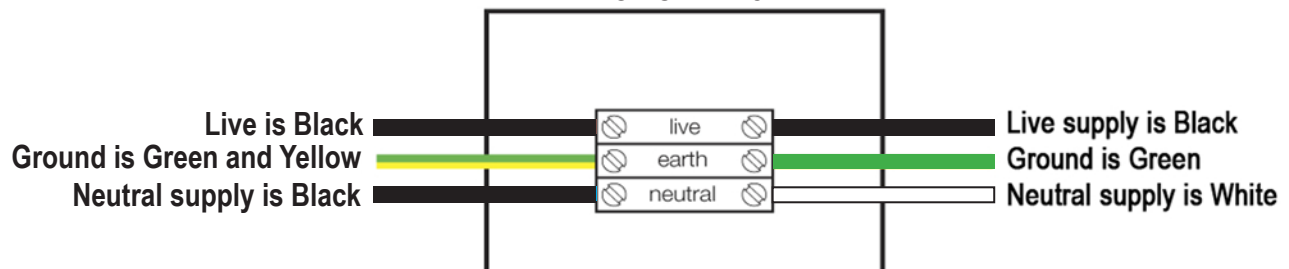 Live is Black
live
Live supply is Black
Ground is Green and Yellow
earth
Ground is Green
Neutral supply is Black
neutral
Neutral supply is White